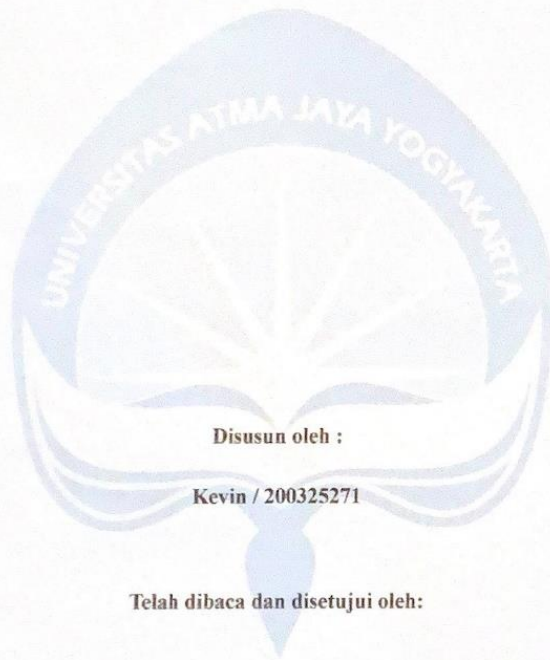 UNIVERSITAS ATMA JAYA YOGYAKARTA
Disusun oleh :
Kevin / 200325271
Telah dibaca dan disetujui oleh: